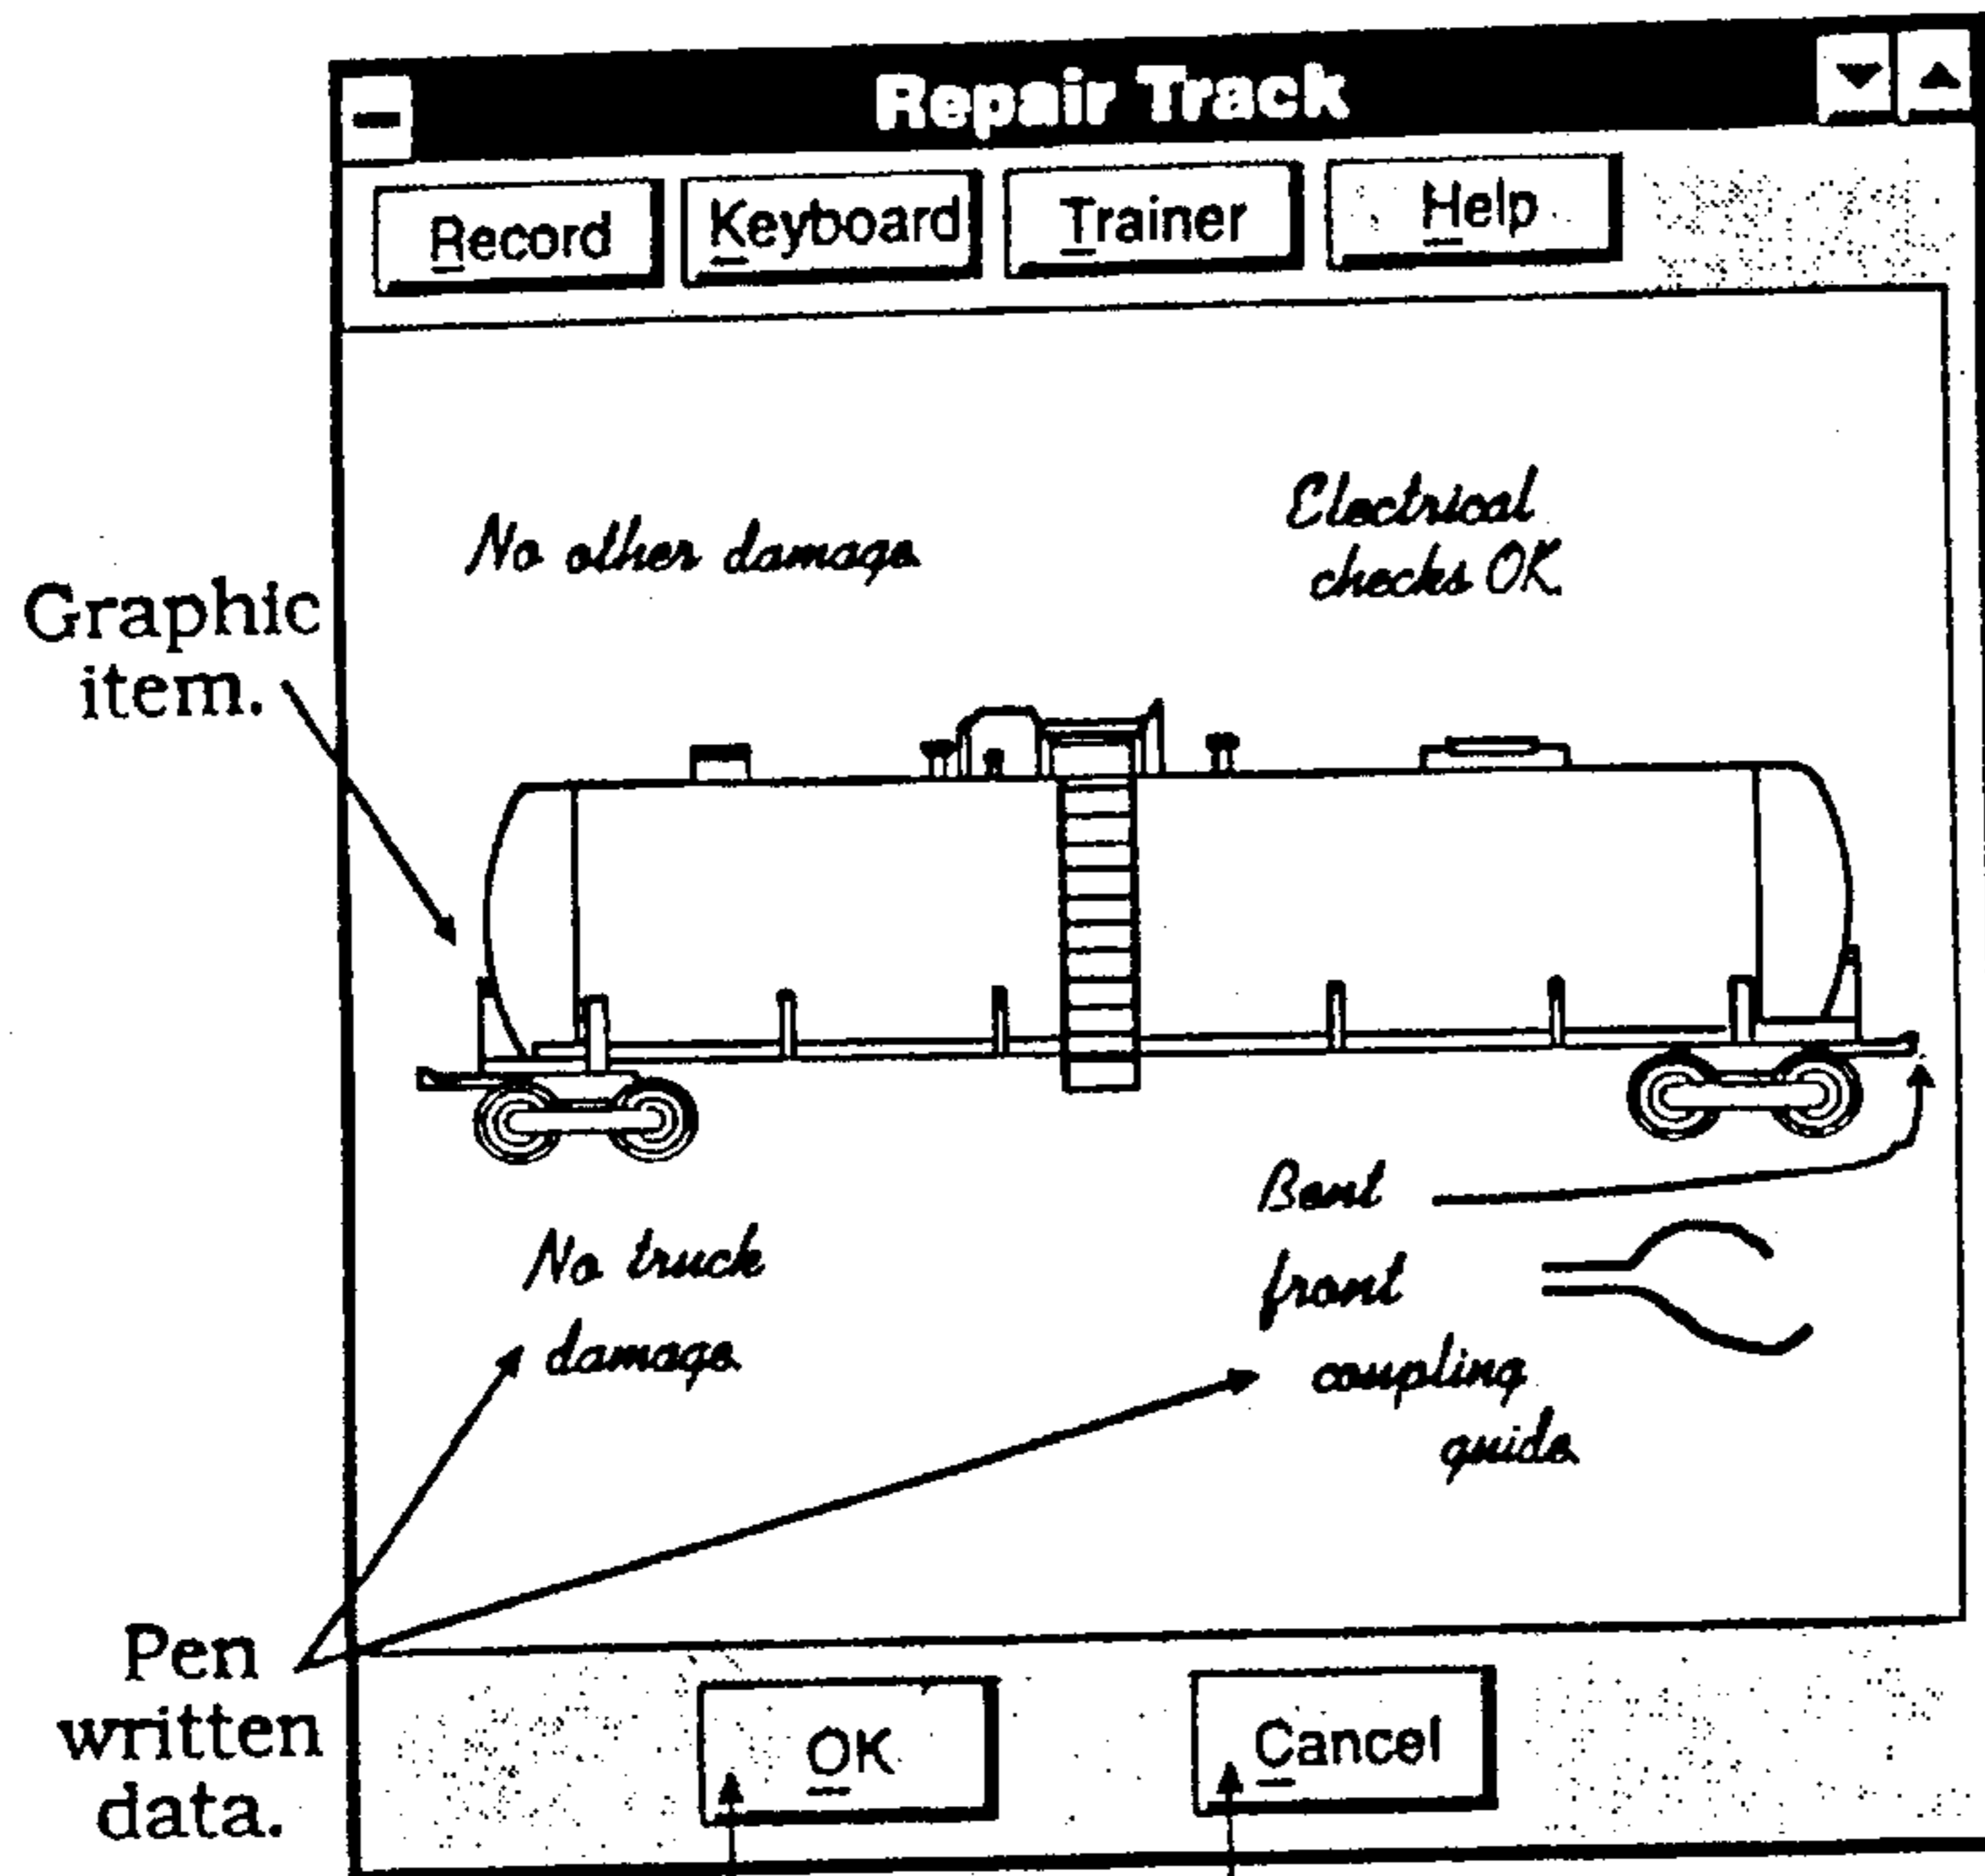 Repair Track
Record Keyboard Trainer Help
No other damage
Electrical
checks OK
Graphic
item.
Bent
front
coupling
guide
No truck
damage
Pen
written
data.
OK Cancel